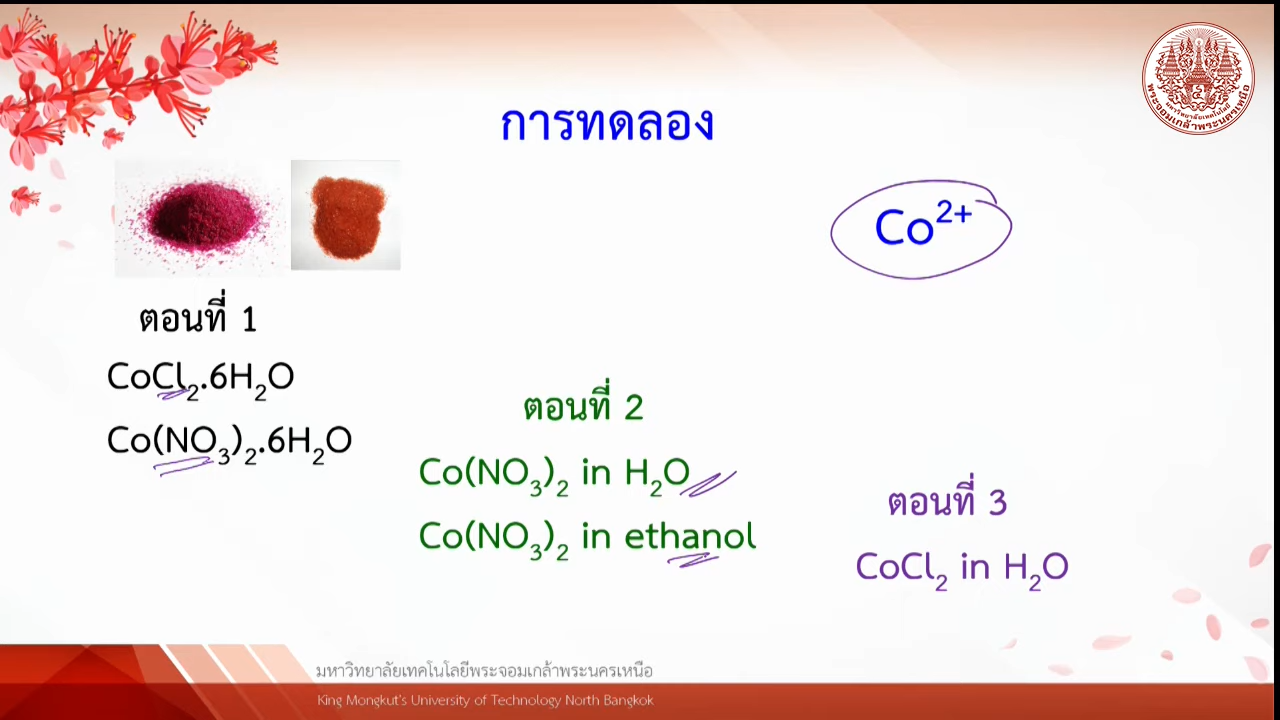 การทดลอง
Co²⁺
ตอนที่ 1
CoCl₂.6H₂O
Co(NO₃)₂.6H₂O
ตอนที่ 2
Co(NO₃)₂ in H₂O
Co(NO₃)₂ in ethanol
ตอนที่ 3
CoCl₂ in H₂O
มหาวิทยาลัยเทคโนโลยีพระจอมเกล้าพระนครเหนือ
King Mongkut's University of Technology North Bangkok